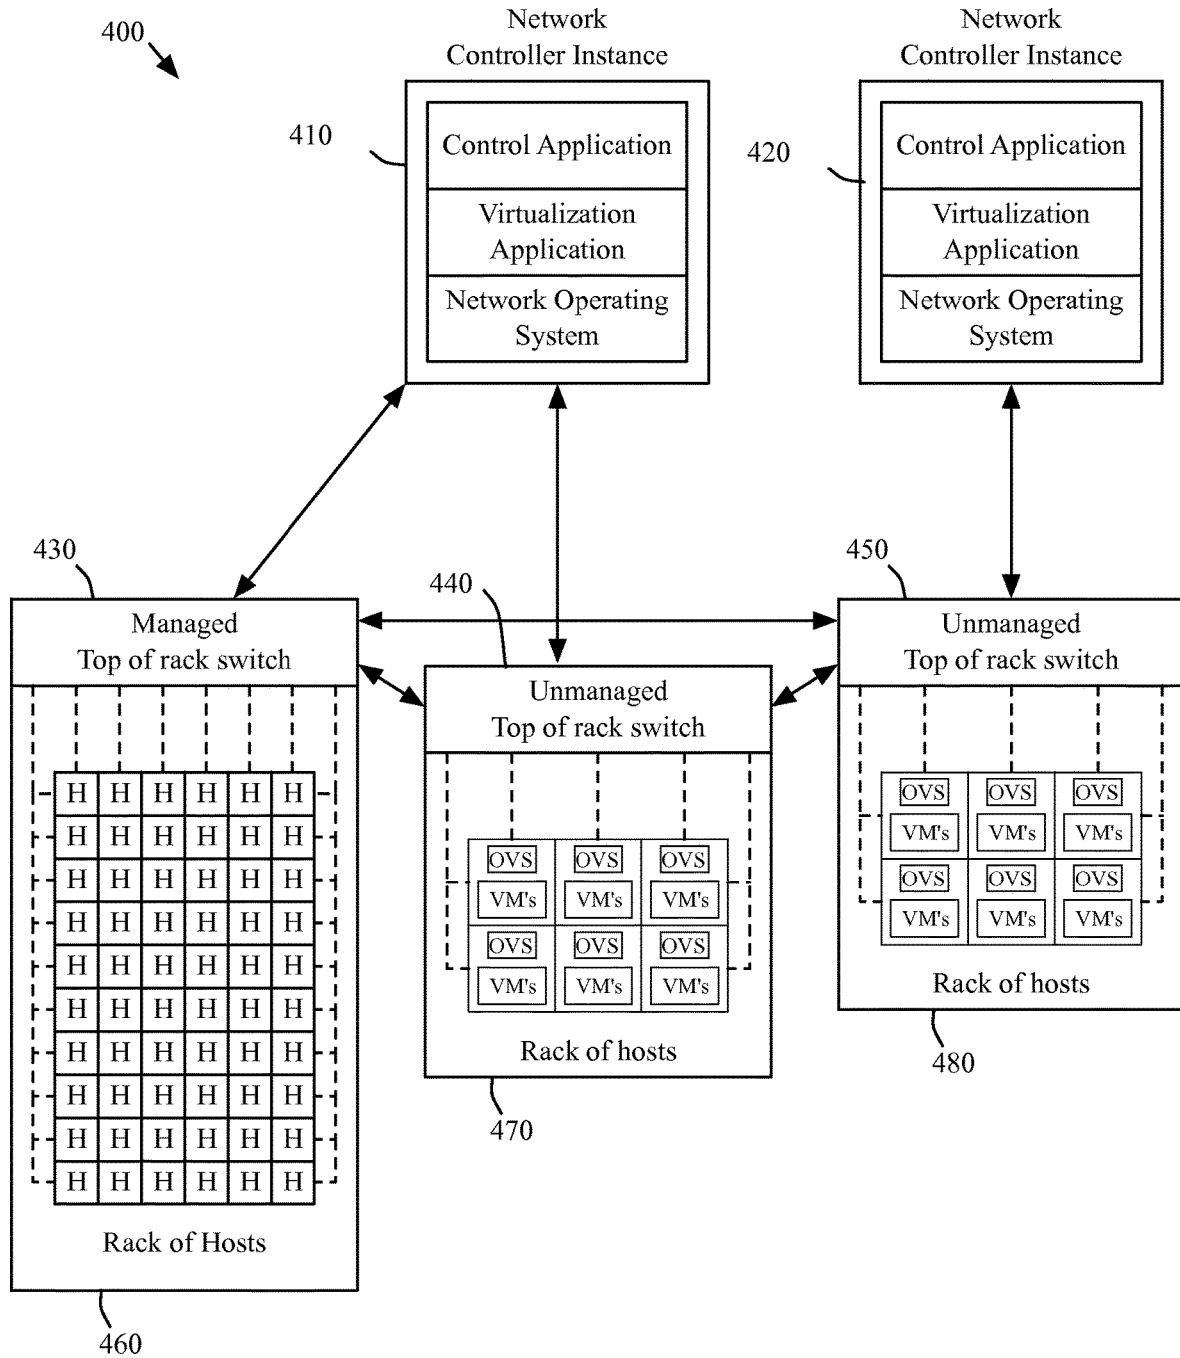 400
Network
Controller Instance
410
Control Application
Virtualization
Application
Network Operating
System
Network
Controller Instance
420
Control Application
Virtualization
Application
Network Operating
System
430
Managed
Top of rack switch
H H H H H H
H H H H H H
H H H H H H
H H H H H H
H H H H H H
H H H H H H
H H H H H H
H H H H H H
H H H H H H
H H H H H H
Rack of Hosts
460
440
Unmanaged
Top of rack switch
OVS OVS OVS
VM's VM's VM's
OVS OVS OVS
VM's VM's VM's
Rack of hosts
470
450
Unmanaged
Top of rack switch
OVS OVS OVS
VM's VM's VM's
OVS OVS OVS
VM's VM's VM's
Rack of hosts
480